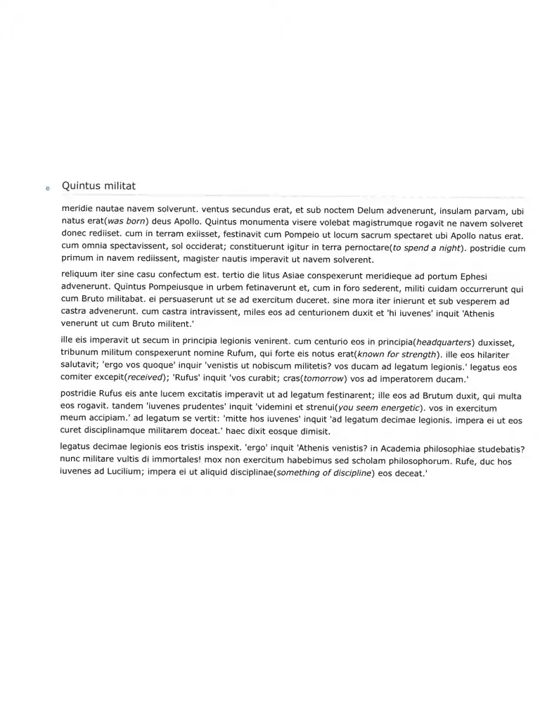 Quintus militat
meridie nautae navem solverunt. ventus secundus erat, et sub noctem Delum advenerunt, insulam parvam, ubi
natus erat(was born) deus Apollo. Quintus monumenta visere volebat magistrumque rogavit ne navem solveret
donec rediiset. cum in terram exiisset, festinavit cum Pompeio ut locum sacrum spectaret ubi Apollo natus erat.
cum omnia spectavissent, sol occiderat; constituerunt igitur in terra pernoctare(to spend a night). postridie cum
primum in navem rediissent, magister nautis imperavit ut navem solverent.
reliquum iter sine casu confectum est. tertio die litus Asiae conspexerunt meridieque ad portum Ephesi
advenerunt. Quintus Pompeiusque in urbem fetinaverunt et, cum in foro sederent, militi cuidam occurrerunt qui
cum Bruto militabat. ei persuaserunt ut se ad exercitum duceret. sine mora iter inierunt et sub vesperem ad
castra advenerunt. cum castra intravissent, miles eos ad centurionem duxit et 'hi iuvenes' inquit 'Athenis
venerunt ut cum Bruto militent.'
ille eis imperavit ut secum in principia legionis venirent. cum centurio eos in principia(headquarters) duxisset,
tribunum militum conspexerunt nomine Rufum, qui forte eis notus erat(known for strength). ille eos hilariter
salutavit; 'ergo vos quoque' inquir 'venistis ut nobiscum militetis? vos ducam ad legatum legionis.' legatus eos
comiter excepit(received); 'Rufus' inquit 'vos curabit; cras(tomorrow) vos ad imperatorem ducam.'
postridie Rufus eis ante lucem excitatis imperavit ut ad legatum festinarent; ille eos ad Brutum duxit, qui multa
eos rogavit. tandem 'iuvenes prudentes' inquit 'videmini et strenui(you seem energetic). vos in exercitum
meum accipiam.' ad legatum se vertit: 'mitte hos iuvenes' inquit 'ad legatum decimae legionis. impera ei ut eos
curet disciplinamque militarem doceat.' haec dixit eosque dimisit.
legatus decimae legionis eos tristis inspexit. 'ergo' inquit 'Athenis venistis? in Academia philosophiae studebatis?
nunc militare vultis di immortales! mox non exercitum habebimus sed scholam philosophorum. Rufe, duc hos
iuvenes ad Lucilium; impera ei ut aliquid disciplinae(something of discipline) eos deceat.'